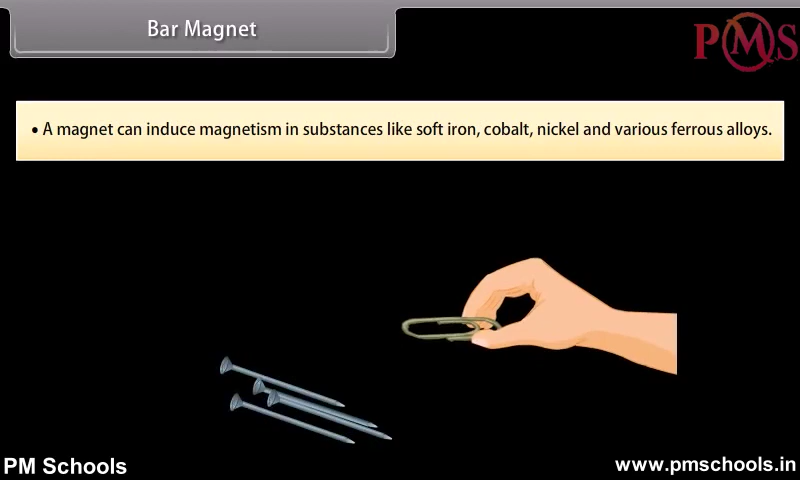 Bar Magnet
PMS
• A magnet can induce magnetism in substances like soft iron, cobalt, nickel and various ferrous alloys.
PM Schools
www.pmschools.in